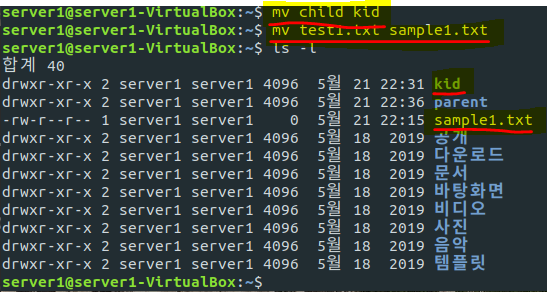 server1@server1-VirtualBox:~$ mv child kid
server1@server1-VirtualBox:~$ mv test1.txt sample1.txt
server1@server1-VirtualBox:~$ ls -l
합계 40
drwxr-xr-x 2 server1 server1 4096  5월 21 22:31 kid
drwxr-xr-x 2 server1 server1 4096  5월 21 22:36 parent
-rw-r--r-- 1 server1 server1    0  5월 21 22:15 sample1.txt
drwxr-xr-x 2 server1 server1 4096  5월 18  2019 공개
drwxr-xr-x 2 server1 server1 4096  5월 18  2019 다운로드
drwxr-xr-x 2 server1 server1 4096  5월 18  2019 문서
drwxr-xr-x 2 server1 server1 4096  5월 18  2019 바탕화면
drwxr-xr-x 2 server1 server1 4096  5월 18  2019 비디오
drwxr-xr-x 2 server1 server1 4096  5월 18  2019 사진
drwxr-xr-x 2 server1 server1 4096  5월 18  2019 음악
drwxr-xr-x 2 server1 server1 4096  5월 18  2019 템플릿
server1@server1-VirtualBox:~$